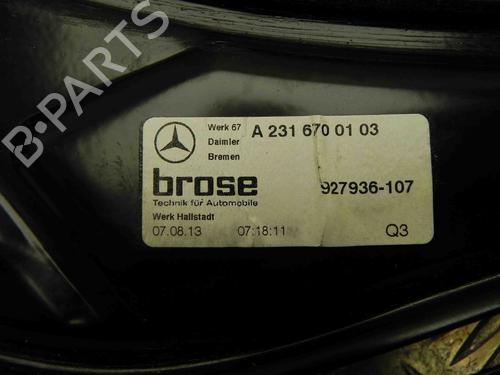 B-PARTS
Werk 67
Daimler
Bremen
A 231 670 01 03
brose
Technik für Automobile
927936-107
Werk Hallstadt
07.08.13 07:18:11 Q3
B-PARTS